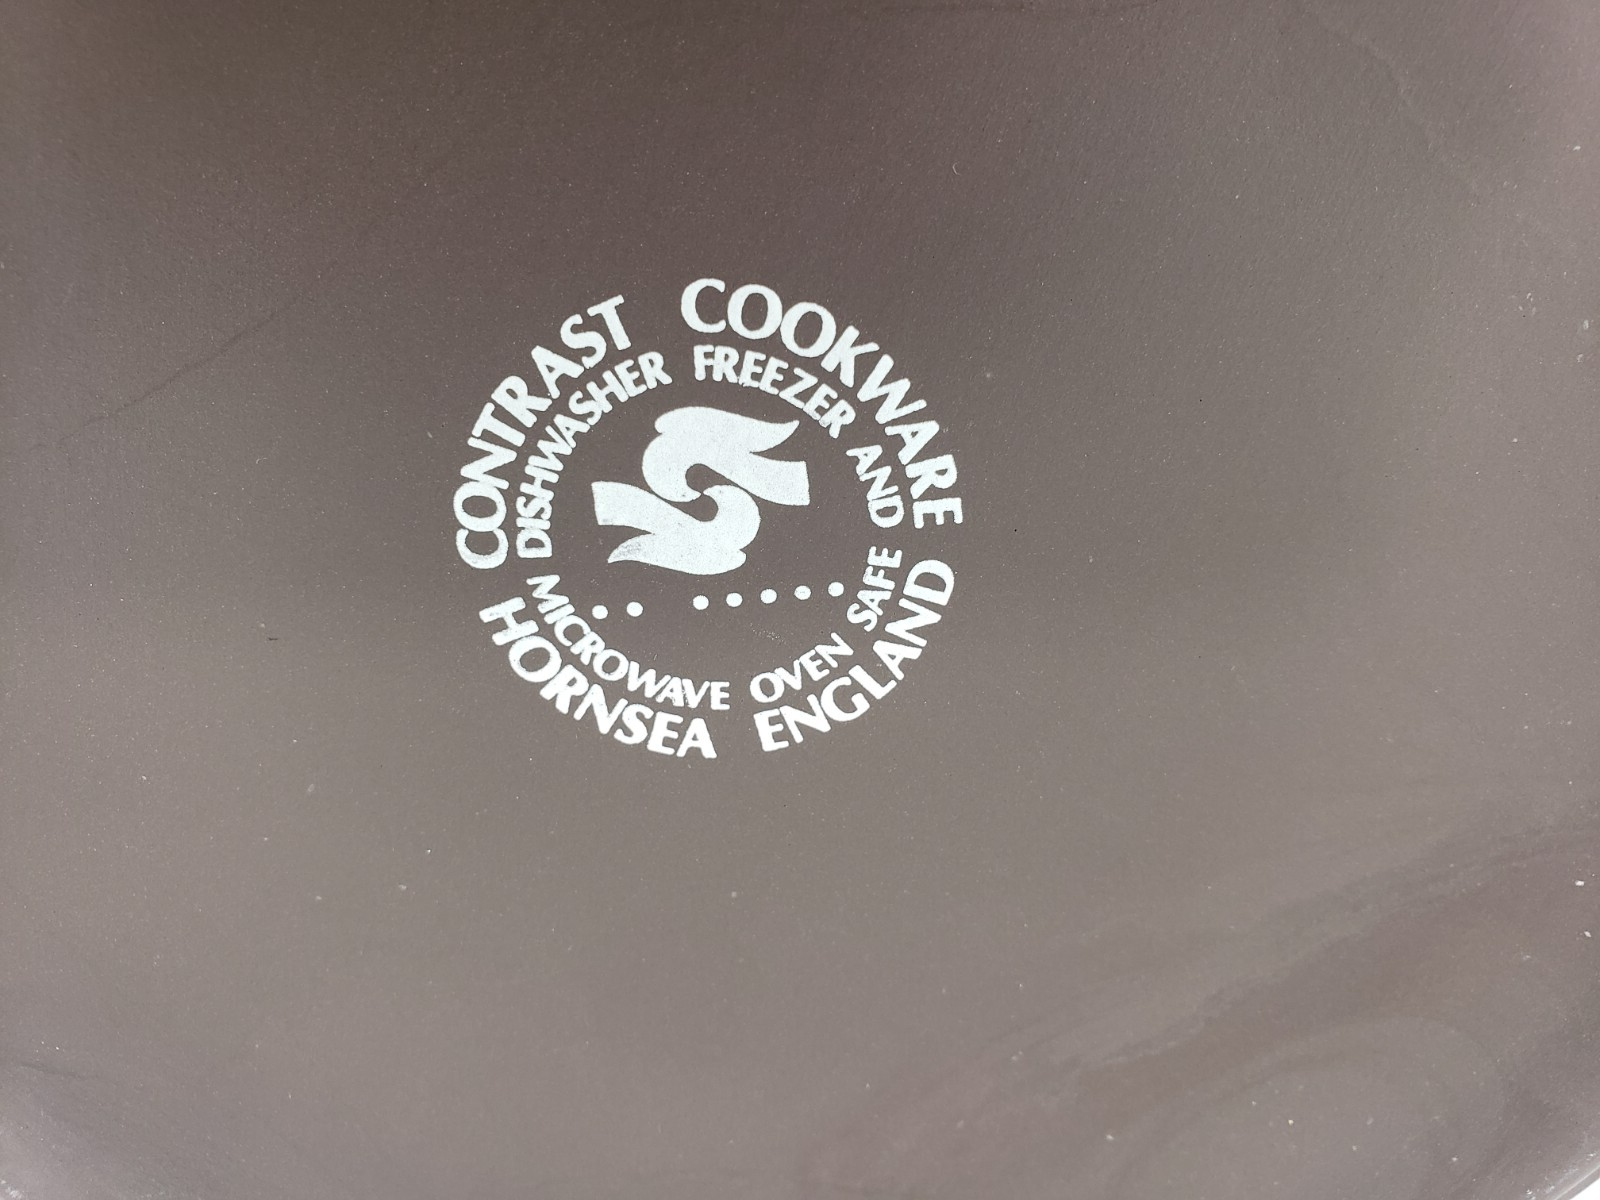 CONTRAST COOKWARE
DISHWASHER FREEZER AND
MICROWAVE OVEN SAFE
HORNSEA ENGLAND